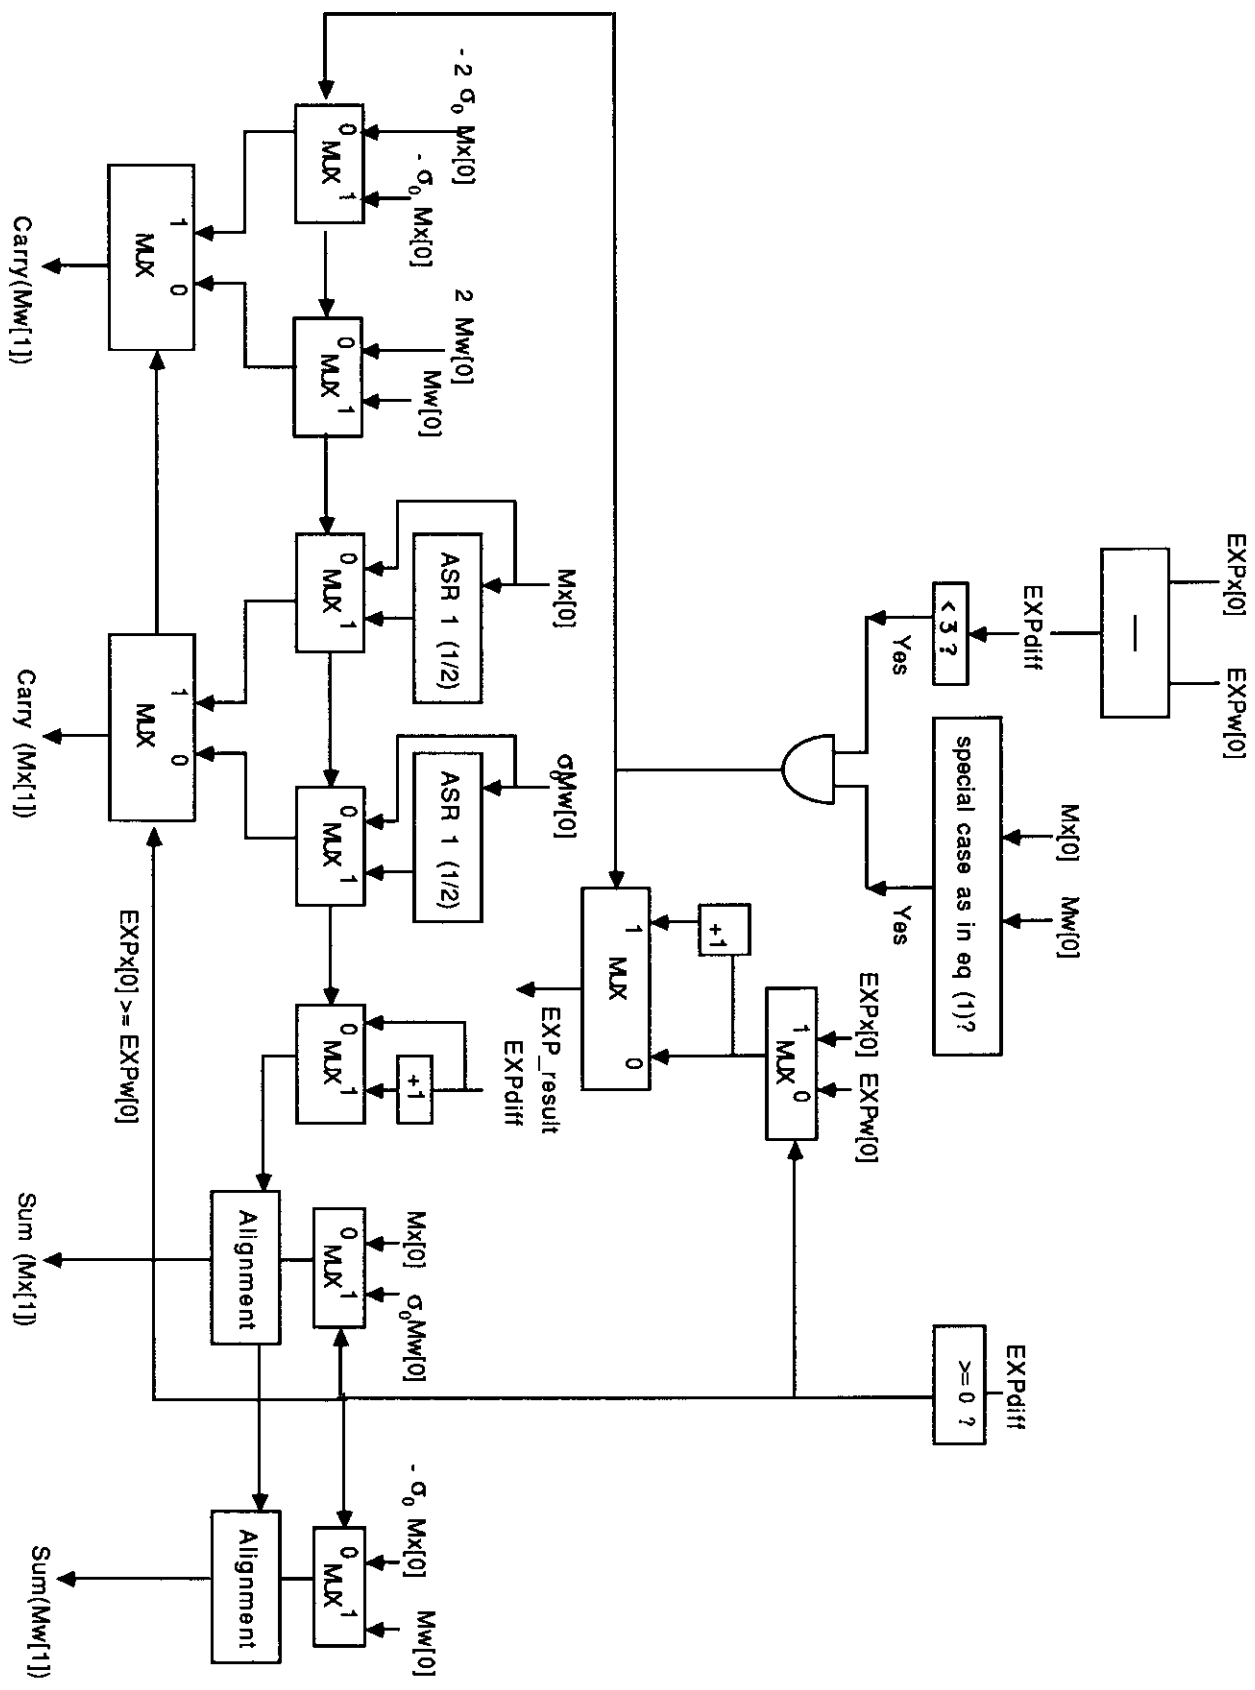 EXPx[0]
EXPw[0]
—
EXPdiff
< 3 ?
Yes
Mx[0]
Mw[0]
special case as in eq (1)?
Yes
EXPdiff
>= 0 ?
EXPx[0]
EXPw[0]
1
MUX
0
+1
1
MUX
0
EXP_result
- 2 σ₀ Mx[0]
- σ₀ Mx[0]
0
MUX
1
2 Mw[0]
Mw[0]
0
MUX
1
Mx[0]
ASR 1 (1/2)
0
MUX
1
σ₀Mw[0]
ASR 1 (1/2)
0
MUX
1
EXPdiff
+1
0
MUX
1
Mx[0]
σ₀Mw[0]
0
MUX
1
Alignment
- σ₀ Mx[0]
Mw[0]
0
MUX
1
Alignment
1
MUX
0
1
MUX
0
EXPx[0] >= EXPw[0]
Carry(Mw[1])
Carry (Mx[1])
Sum (Mx[1])
Sum(Mw[1])